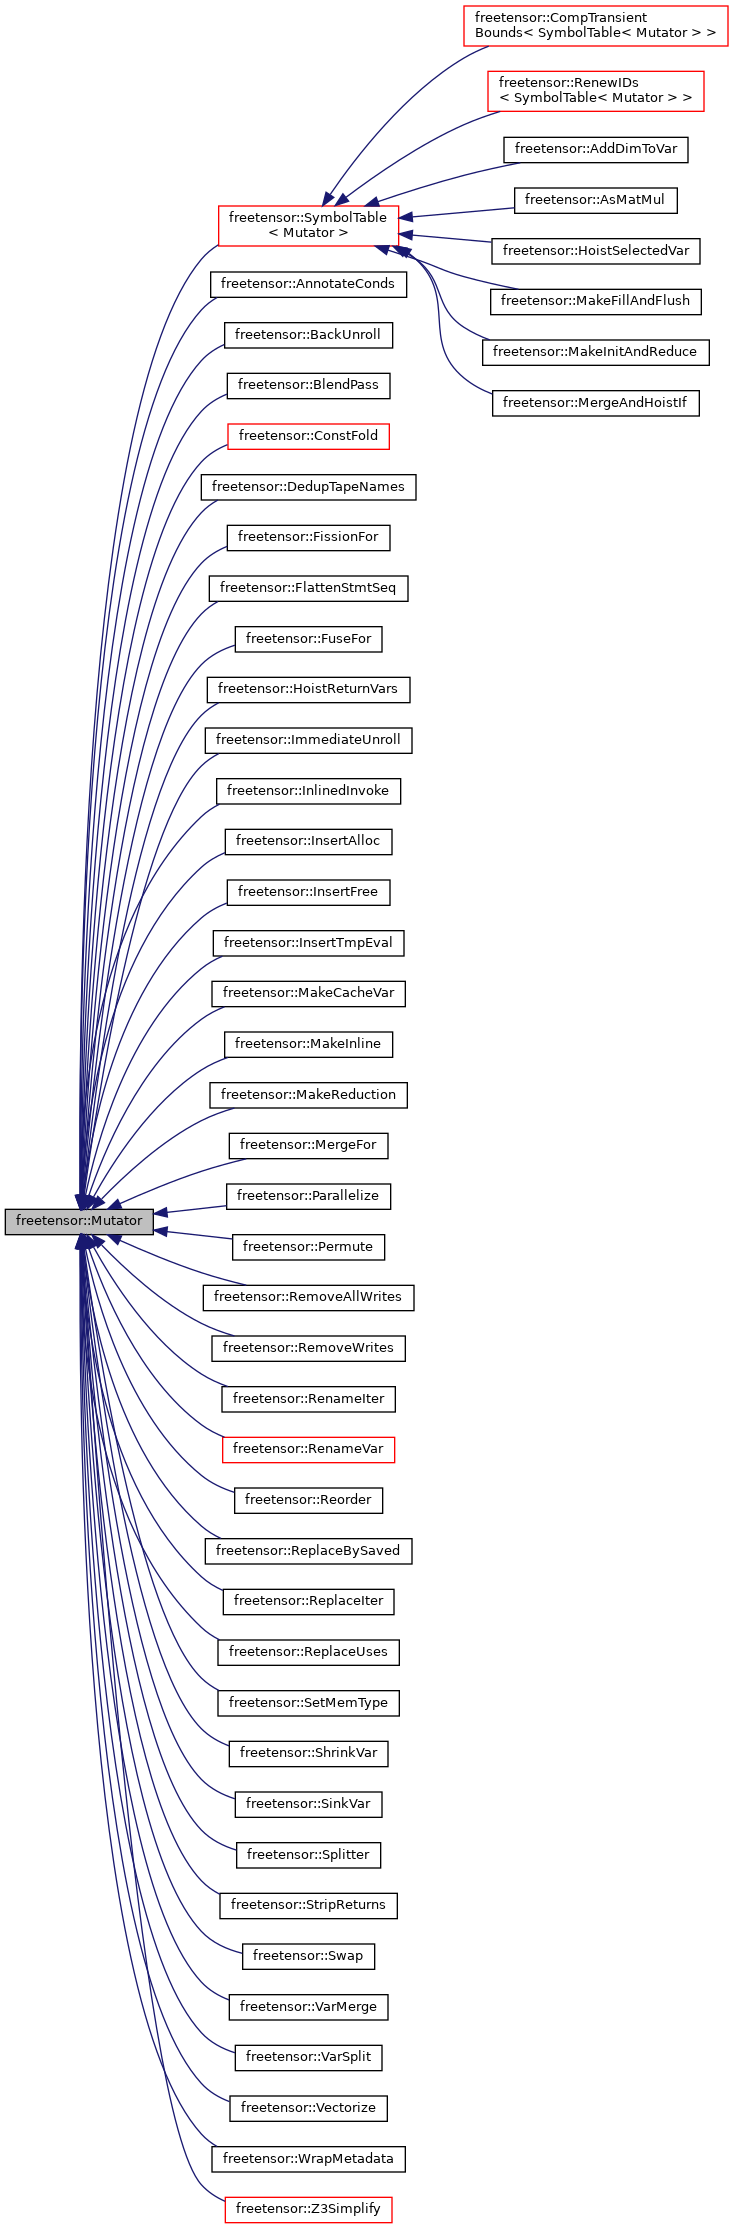 freetensor::CompTransient
Bounds< SymbolTable< Mutator > >
freetensor::RenewIDs
< SymbolTable< Mutator > >
freetensor::AddDimToVar
freetensor::AsMatMul
freetensor::SymbolTable
< Mutator >
freetensor::HoistSelectedVar
freetensor::AnnotateConds
freetensor::MakeFillAndFlush
freetensor::BackUnroll
freetensor::MakeInitAndReduce
freetensor::BlendPass
freetensor::MergeAndHoistIf
freetensor::ConstFold
freetensor::DedupTapeNames
freetensor::FissionFor
freetensor::FlattenStmtSeq
freetensor::FuseFor
freetensor::HoistReturnVars
freetensor::ImmediateUnroll
freetensor::InlinedInvoke
freetensor::InsertAlloc
freetensor::InsertFree
freetensor::InsertTmpEval
freetensor::MakeCacheVar
freetensor::MakeInline
freetensor::MakeReduction
freetensor::MergeFor
freetensor::Parallelize
freetensor::Mutator
freetensor::Permute
freetensor::RemoveAllWrites
freetensor::RemoveWrites
freetensor::RenameIter
freetensor::RenameVar
freetensor::Reorder
freetensor::ReplaceBySaved
freetensor::ReplaceIter
freetensor::ReplaceUses
freetensor::SetMemType
freetensor::ShrinkVar
freetensor::SinkVar
freetensor::Splitter
freetensor::StripReturns
freetensor::Swap
freetensor::VarMerge
freetensor::VarSplit
freetensor::Vectorize
freetensor::WrapMetadata
freetensor::Z3Simplify